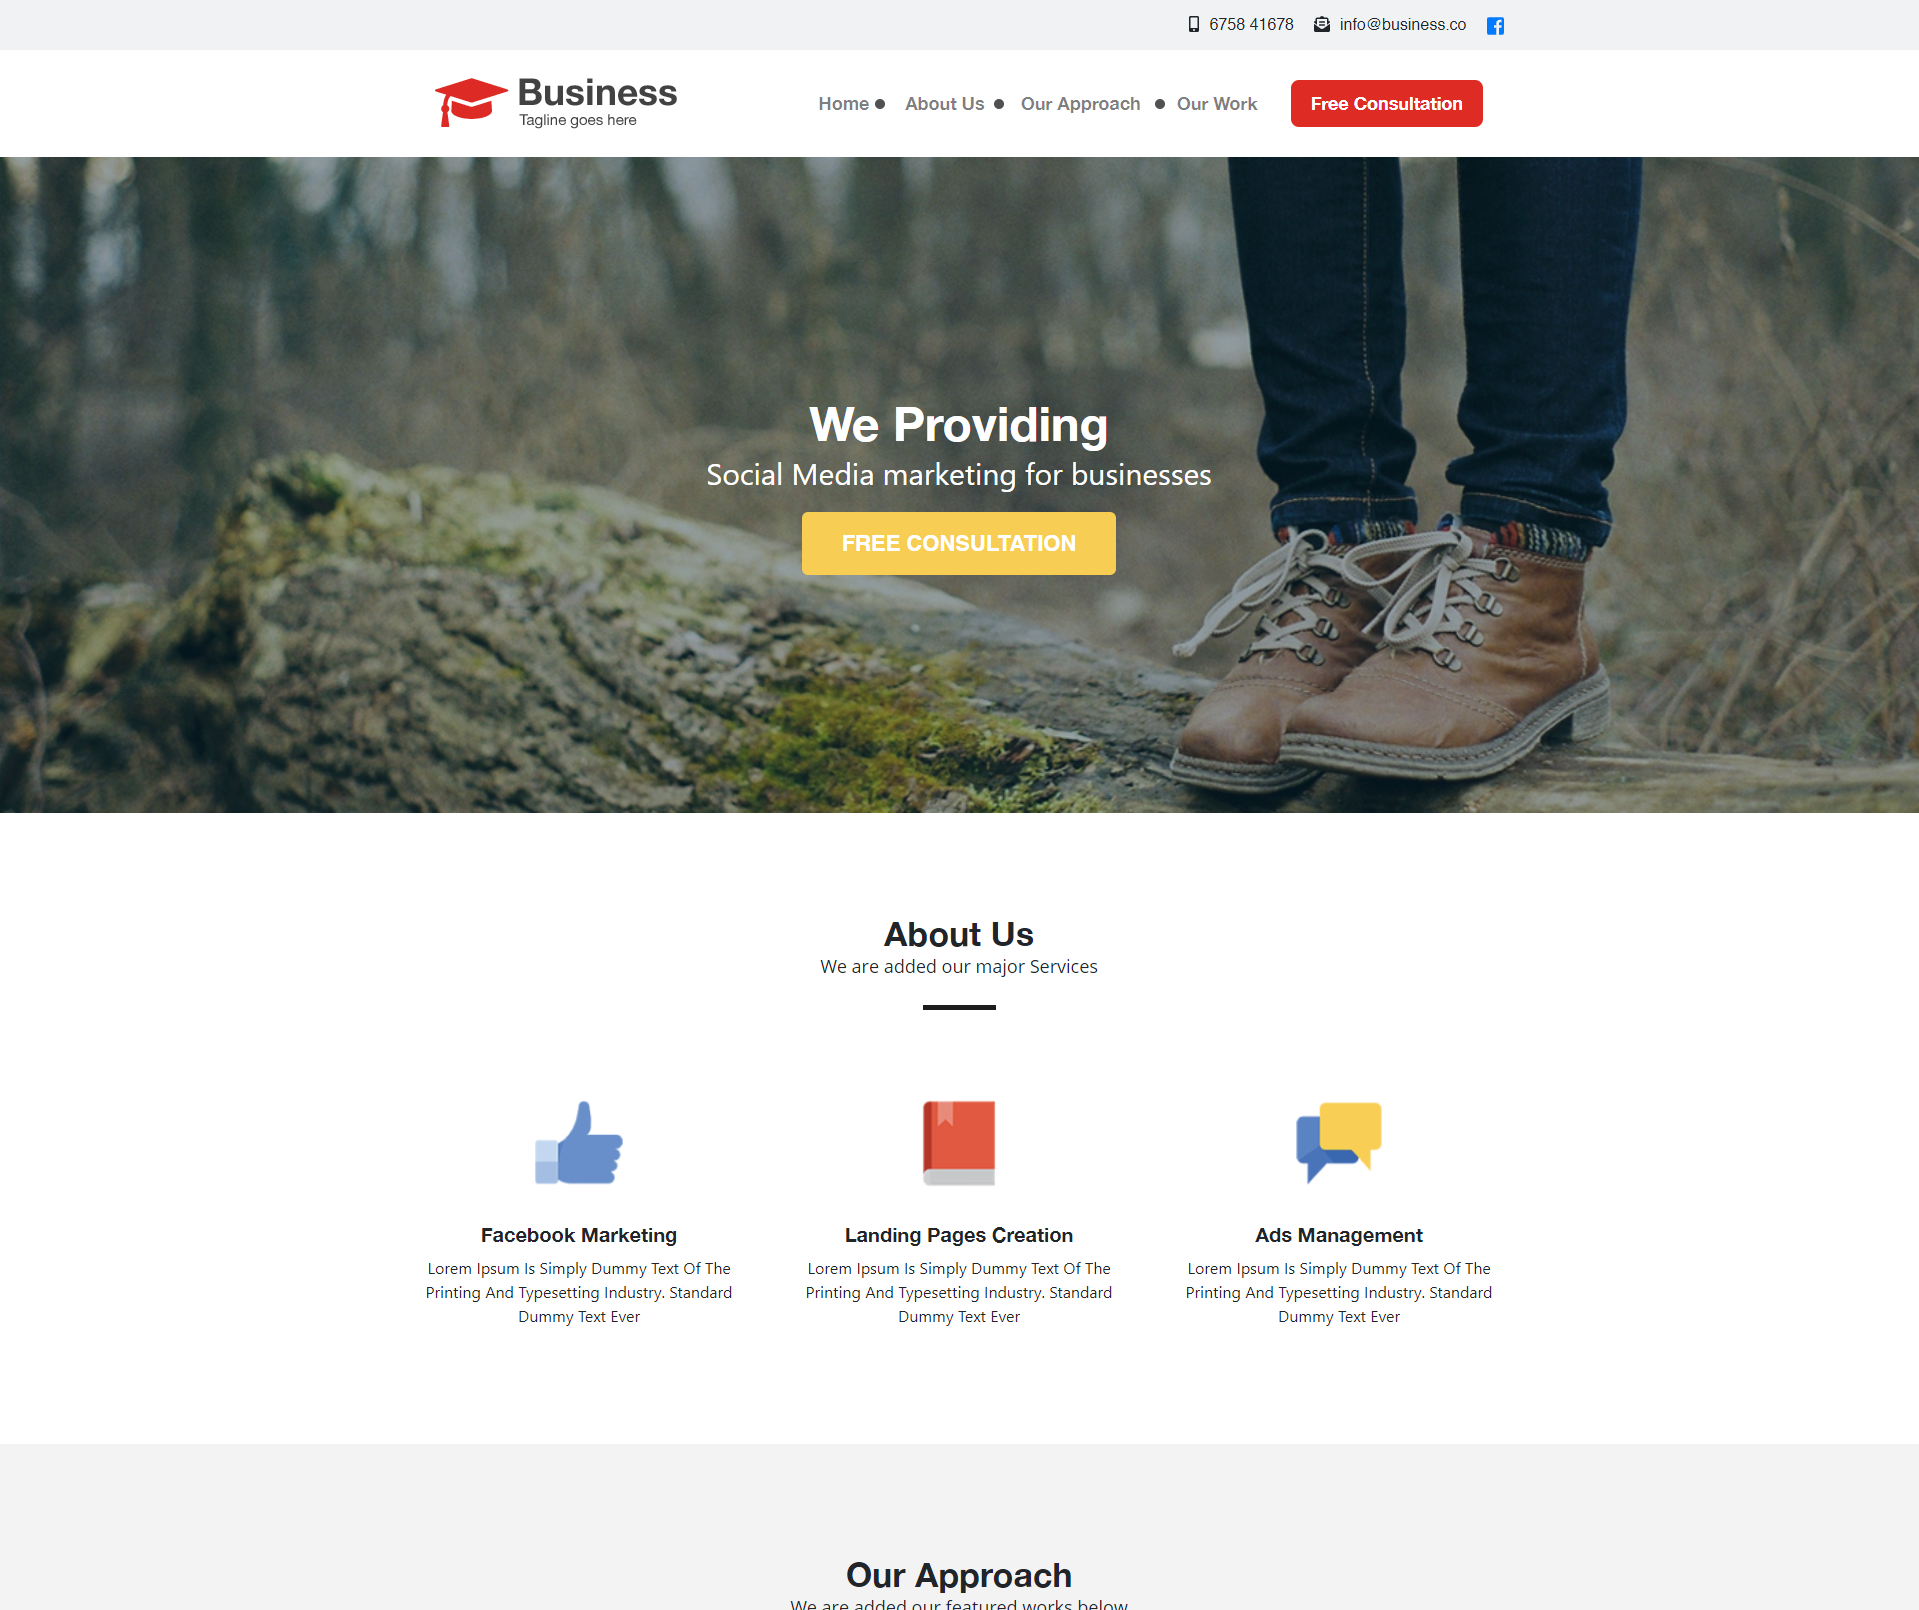 6758 41678 info@business.co
Business
Tagline goes here
Home About Us Our Approach Our Work Free Consultation
We Providing
Social Media marketing for businesses
FREE CONSULTATION
About Us
We are added our major Services
Facebook Marketing
Lorem Ipsum Is Simply Dummy Text Of The
Printing And Typesetting Industry. Standard
Dummy Text Ever
Landing Pages Creation
Lorem Ipsum Is Simply Dummy Text Of The
Printing And Typesetting Industry. Standard
Dummy Text Ever
Ads Management
Lorem Ipsum Is Simply Dummy Text Of The
Printing And Typesetting Industry. Standard
Dummy Text Ever
Our Approach
We are added our featured works below